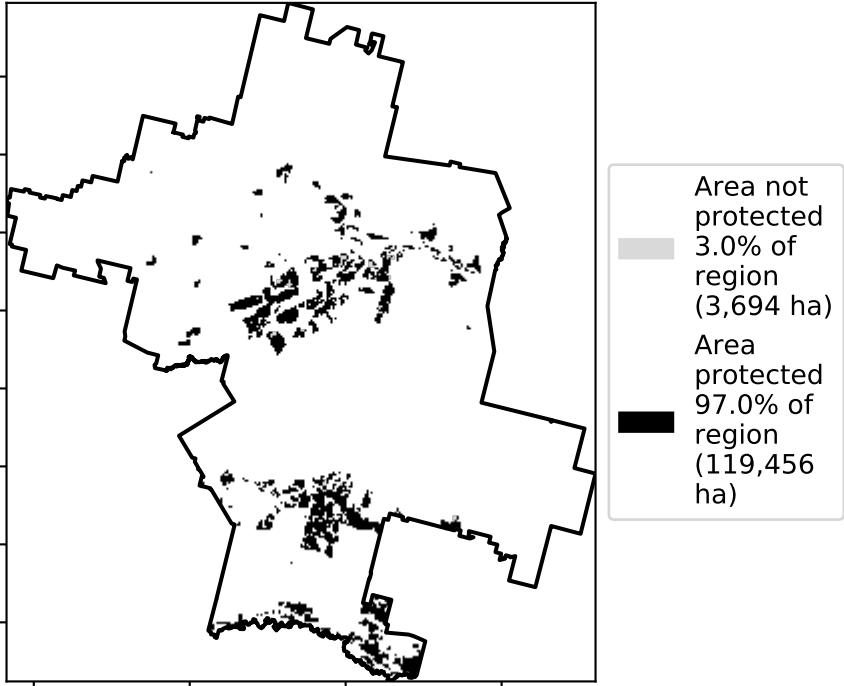 Area not
protected
3.0% of
region
(3,694 ha)
Area
protected
97.0% of
region
(119,456
ha)